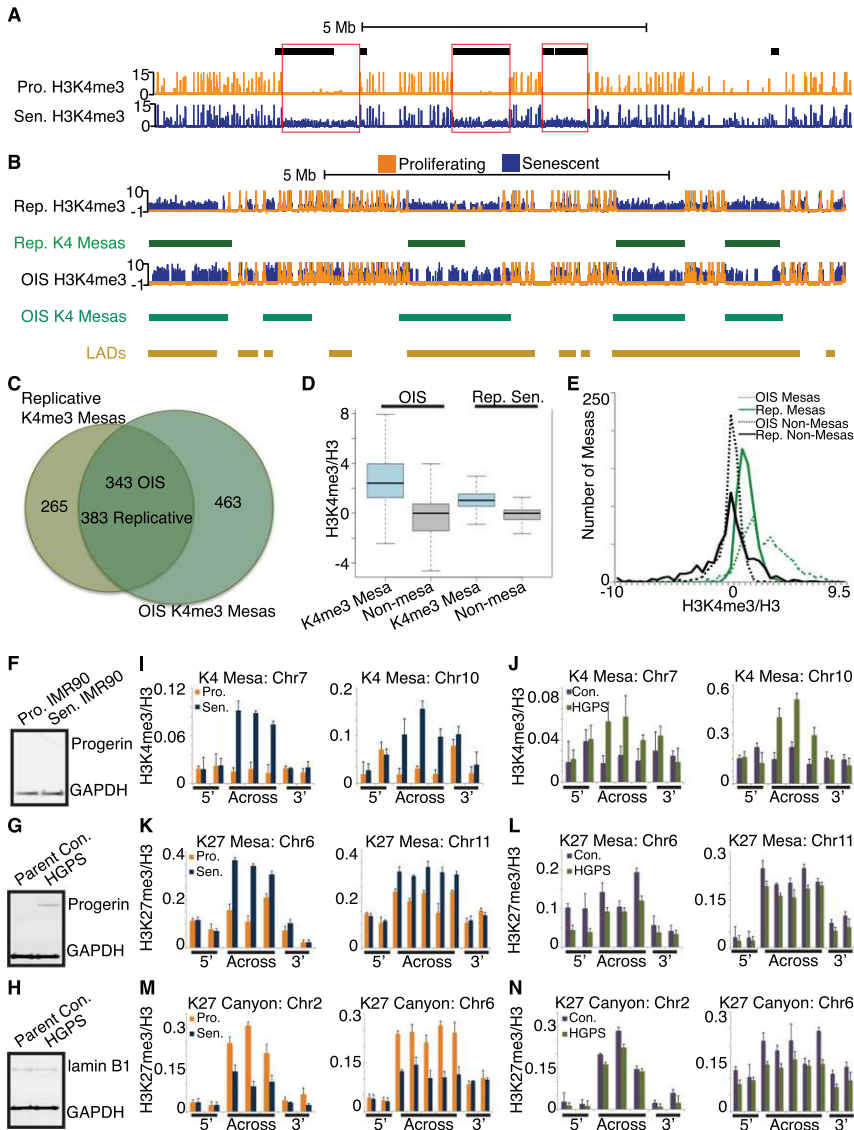 A
5 Mb
Pro. H3K4me3
15
0
Sen. H3K4me3
15
0
B
Proliferating
Senescent
5 Mb
Rep. H3K4me3
10
-1
Rep. K4 Mesas
OIS H3K4me3
10
-1
OIS K4 Mesas
LADs
C
Replicative
K4me3 Mesas
265
343 OIS
383 Replicative
463
OIS K4me3 Mesas
D
OIS
Rep. Sen.
H3K4me3/H3
8
4
0
-4
K4me3 Mesa
Non-mesa
K4me3 Mesa
Non-mesa
E
250
0
Number of Mesas
OIS Mesas
Rep. Mesas
OIS Non-Mesas
Rep. Non-Mesas
-10
0
9.5
H3K4me3/H3
F
Pro. IMR90
Sen. IMR90
Progerin
GAPDH
I
K4 Mesa: Chr7
H3K4me3/H3
0.12
0.06
0
Pro.
Sen.
5’
Across
3’
K4 Mesa: Chr10
0.2
0.1
0
5’
Across
3’
J
K4 Mesa: Chr7
H3K4me3/H3
0.08
0.04
0
Con.
HGPS
5’
Across
3’
K4 Mesa: Chr10
0.6
0.3
0
5’
Across
3’
G
Parent Con.
HGPS
Progerin
GAPDH
K
K27 Mesa: Chr6
H3K27me3/H3
0.4
0.2
0
Pro.
Sen.
5’
Across
3’
K27 Mesa: Chr11
0.4
0.2
0
5’
Across
3’
L
K27 Mesa: Chr6
H3K27me3/H3
0.2
0.1
0
Con.
HGPS
5’
Across
3’
K27 Mesa: Chr11
0.3
0.15
0
5’
Across
3’
H
Parent Con.
HGPS
lamin B1
GAPDH
M
K27 Canyon: Chr2
H3K27me3/H3
0.3
0.15
0
Pro.
Sen.
5’
Across
3’
K27 Canyon: Chr6
0.3
0.15
0
5’
Across
3’
N
K27 Canyon: Chr2
H3K27me3/H3
0.3
0.15
0
Con.
HGPS
5’
Across
3’
K27 Canyon: Chr6
0.3
0.15
0
5’
Across
3’